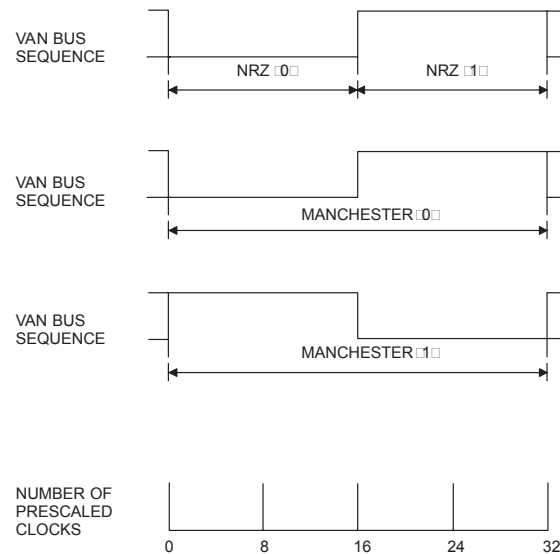 VAN BUS
SEQUENCE
NRZ □0□
NRZ □1□
VAN BUS
SEQUENCE
MANCHESTER □0□
VAN BUS
SEQUENCE
MANCHESTER □1□
NUMBER OF
PRESCALED
CLOCKS
0 8 16 24 32